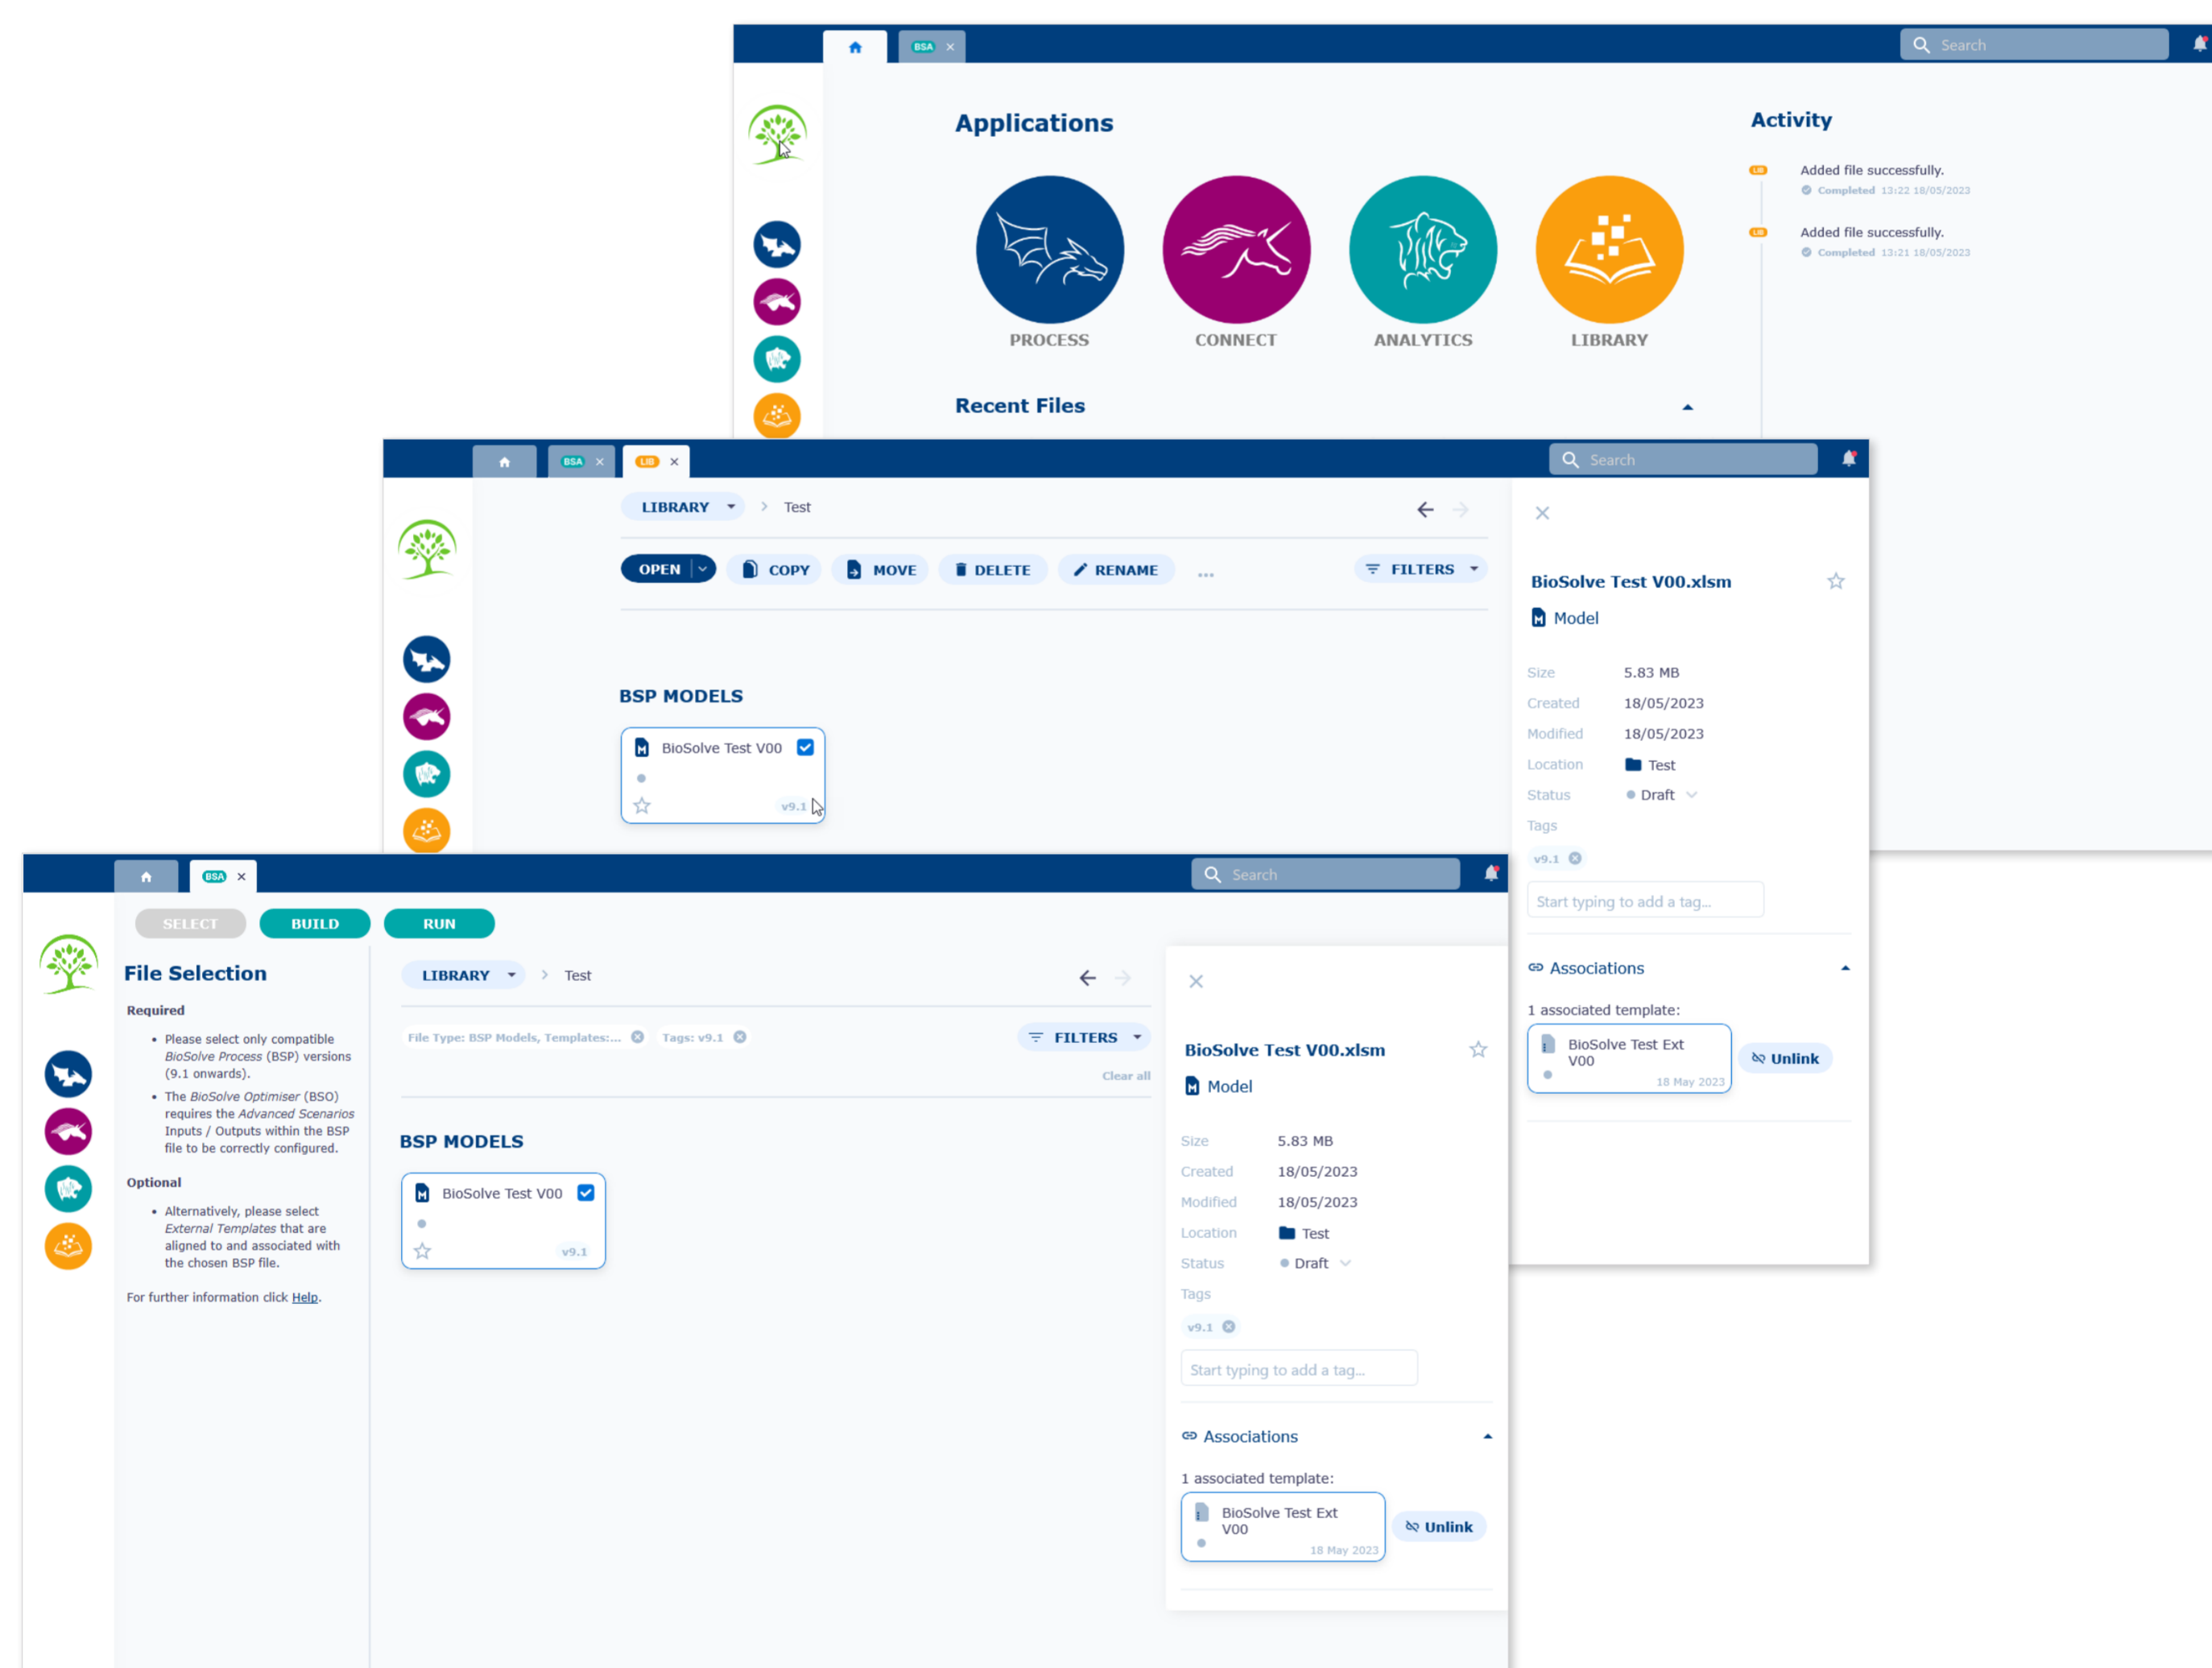 BSA
Search
Applications
PROCESS
CONNECT
ANALYTICS
LIBRARY
Recent Files
Activity
LIB
Added file successfully.
Completed 13:22 18/05/2023
LIB
Added file successfully.
Completed 13:21 18/05/2023
BSA
LIB
Search
LIBRARY > Test
OPEN
COPY
MOVE
DELETE
RENAME
...
FILTERS
BSP MODELS
M BioSolve Test V00
v9.1
BioSolve Test V00.xlsm
M Model
Size 5.83 MB
Created 18/05/2023
Modified 18/05/2023
Location Test
Status Draft
Tags
v9.1
Start typing to add a tag...
Associations
1 associated template:
BioSolve Test Ext
V00
18 May 2023
Unlink
BSA
Search
SELECT
BUILD
RUN
File Selection
Required
• Please select only compatible
BioSolve Process (BSP) versions
(9.1 onwards).
• The BioSolve Optimiser (BSO)
requires the Advanced Scenarios
Inputs / Outputs within the BSP
file to be correctly configured.
Optional
• Alternatively, please select
External Templates that are
aligned to and associated with
the chosen BSP file.
For further information click Help.
LIBRARY > Test
File Type: BSP Models, Templates:...
Tags: v9.1
FILTERS
Clear all
BSP MODELS
M BioSolve Test V00
v9.1
BioSolve Test V00.xlsm
M Model
Size 5.83 MB
Created 18/05/2023
Modified 18/05/2023
Location Test
Status Draft
Tags
v9.1
Start typing to add a tag...
Associations
1 associated template:
BioSolve Test Ext
V00
18 May 2023
Unlink